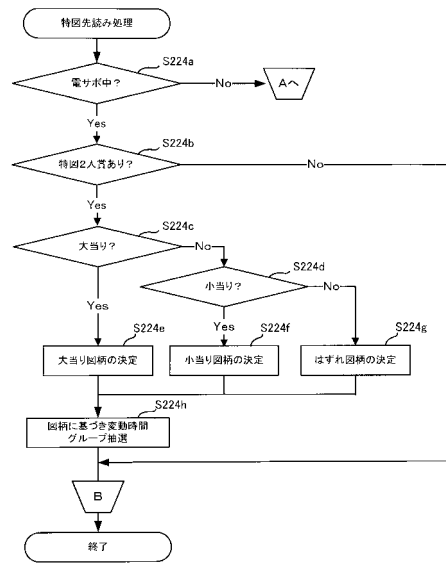 特図先読み処理
S224a
電サポ中?
No
Aへ
Yes
S224b
特図2入賞あり?
No
Yes
S224c
大当り?
No
S224d
小当り?
No
Yes
Yes
S224e
S224f
S224g
大当り図柄の決定
小当り図柄の決定
はずれ図柄の決定
S224h
図柄に基づき変動時間
グループ抽選
B
終了